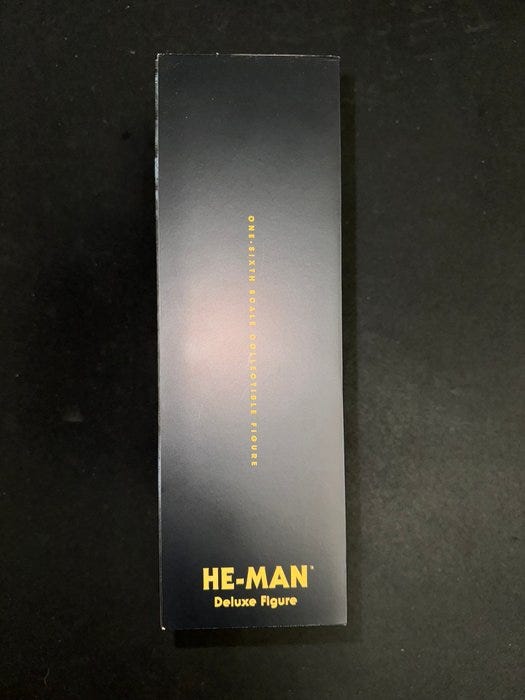 ONE-SIXTH SCALE COLLECTIBLE FIGURE
HE-MAN™
Deluxe Figure